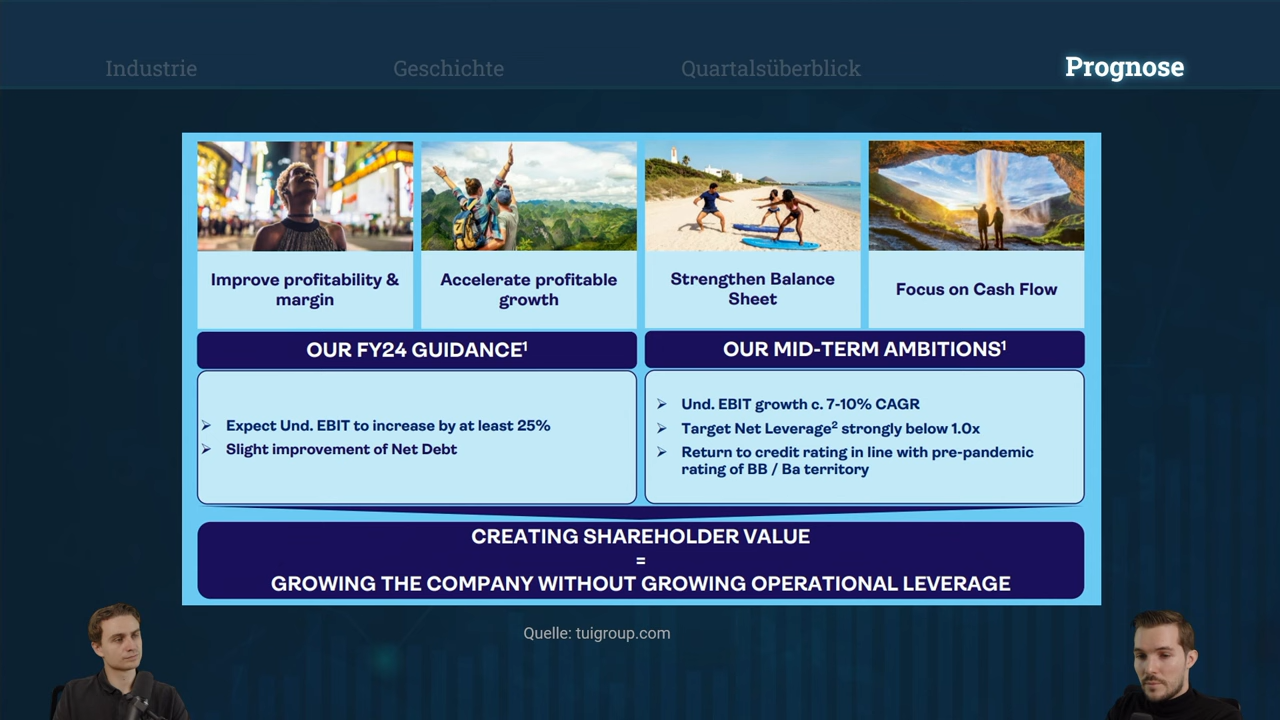 Industrie
Geschichte
Quartalsüberblick
Prognose
Improve profitability &
margin
Accelerate profitable
growth
Strengthen Balance
Sheet
Focus on Cash Flow
OUR FY24 GUIDANCE¹
OUR MID-TERM AMBITIONS¹
➢ Expect Und. EBIT to increase by at least 25%
➢ Slight improvement of Net Debt
➢ Und. EBIT growth c. 7-10% CAGR
➢ Target Net Leverage² strongly below 1.0x
➢ Return to credit rating in line with pre-pandemic
rating of BB / Ba territory
CREATING SHAREHOLDER VALUE
=
GROWING THE COMPANY WITHOUT GROWING OPERATIONAL LEVERAGE
Quelle: tuigroup.com